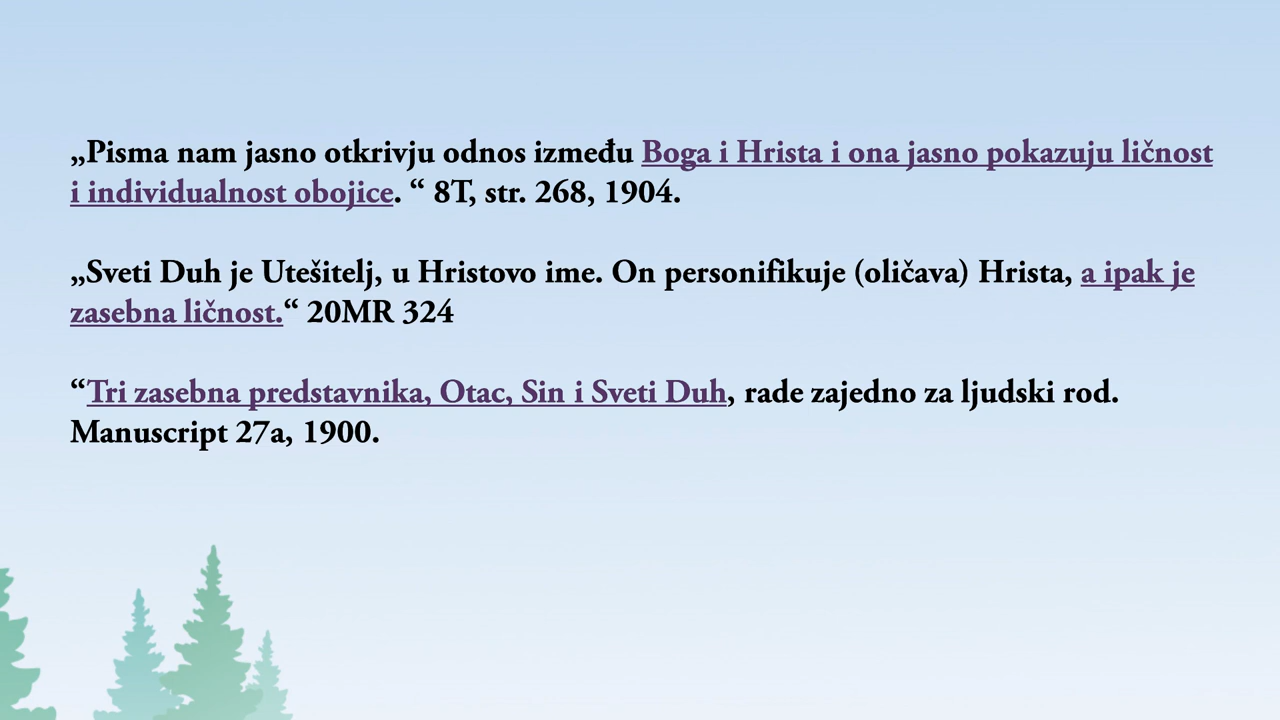 „Pisma nam jasno otkrivju odnos između Boga i Hrista i ona jasno pokazuju ličnost
i individualnost obojice. “ 8T, str. 268, 1904.
„Sveti Duh je Utešitelj, u Hristovo ime. On personifikuje (oličava) Hrista, a ipak je
zasebna ličnost.“ 20MR 324
“Tri zasebna predstavnika, Otac, Sin i Sveti Duh, rade zajedno za ljudski rod.
Manuscript 27a, 1900.